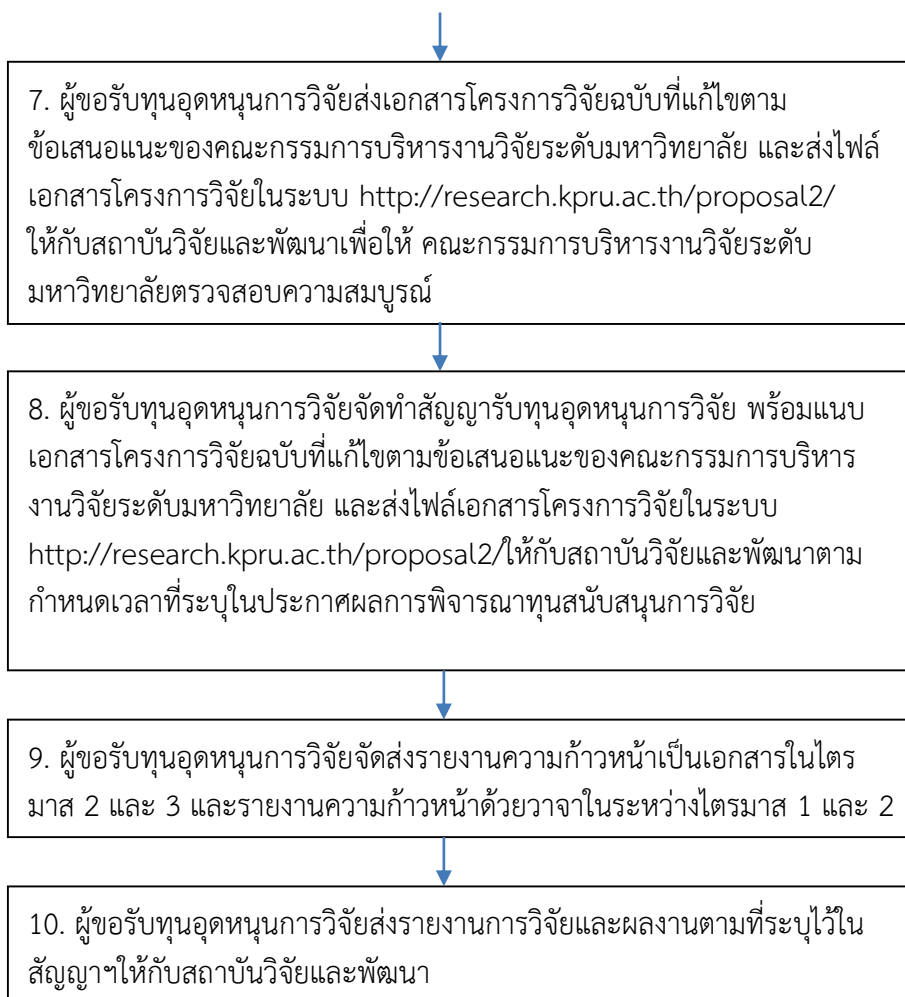 7. ผู้ขอรับทุนอุดหนุนการวิจัยส่งเอกสารโครงการวิจัยฉบับที่แก้ไขตาม
ข้อเสนอแนะของคณะกรรมการบริหารงานวิจัยระดับมหาวิทยาลัย และส่งไฟล์
เอกสารโครงการวิจัยในระบบ http://research.kpru.ac.th/proposal2/
ให้กับสถาบันวิจัยและพัฒนาเพื่อให้ คณะกรรมการบริหารงานวิจัยระดับ
มหาวิทยาลัยตรวจสอบความสมบูรณ์
8. ผู้ขอรับทุนอุดหนุนการวิจัยจัดทำสัญญารับทุนอุดหนุนการวิจัย พร้อมแนบ
เอกสารโครงการวิจัยฉบับที่แก้ไขตามข้อเสนอแนะของคณะกรรมการบริหาร
งานวิจัยระดับมหาวิทยาลัย และส่งไฟล์เอกสารโครงการวิจัยในระบบ
http://research.kpru.ac.th/proposal2/ให้กับสถาบันวิจัยและพัฒนาตาม
กำหนดเวลาที่ระบุในประกาศผลการพิจารณาทุนสนับสนุนการวิจัย
9. ผู้ขอรับทุนอุดหนุนการวิจัยจัดส่งรายงานความก้าวหน้าเป็นเอกสารในไตร
มาส 2 และ 3 และรายงานความก้าวหน้าด้วยวาจาในระหว่างไตรมาส 1 และ 2
10. ผู้ขอรับทุนอุดหนุนการวิจัยส่งรายงานการวิจัยและผลงานตามที่ระบุไว้ใน
สัญญาฯให้กับสถาบันวิจัยและพัฒนา